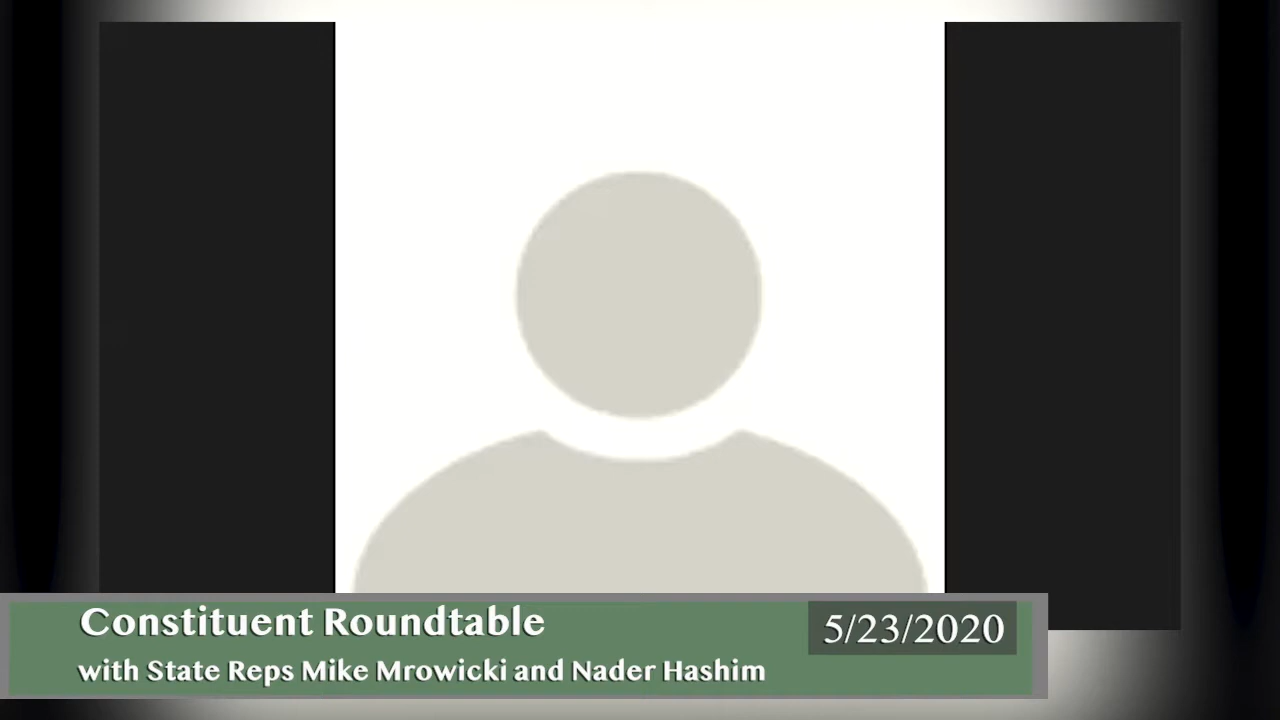 Constituent Roundtable
5/23/2020
with State Reps Mike Mrowicki and Nader Hashim